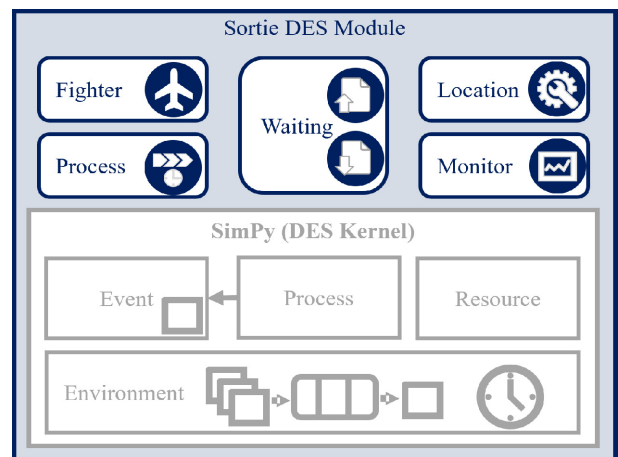 Sortie DES Module
Fighter
Waiting
Location
Process
Monitor
SimPy (DES Kernel)
Event
Process
Resource
Environment